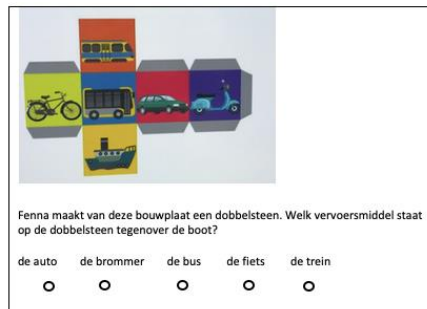 Fenna maakt van deze bouwplaat een dobbelsteen. Welk vervoersmiddel staat
op de dobbelsteen tegenover de boot?
de auto de brommer de bus de fiets de trein